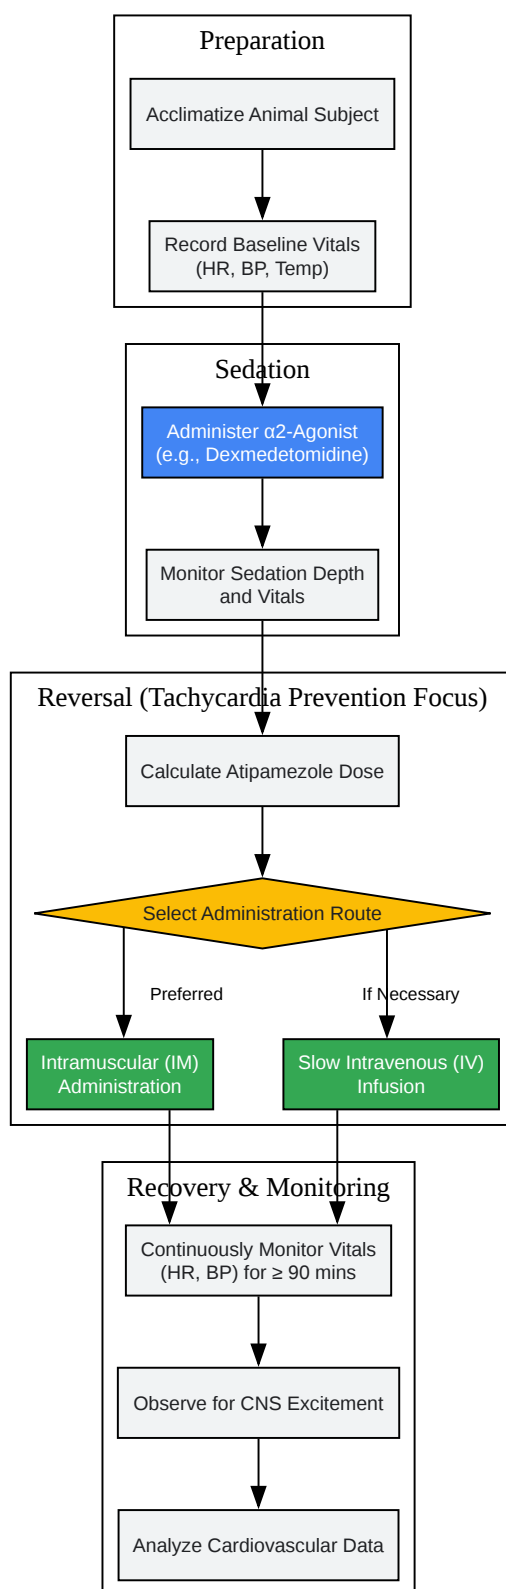 Preparation
Acclimatize Animal Subject
Record Baseline Vitals
(HR, BP, Temp)
Sedation
Administer α2-Agonist
(e.g., Dexmedetomidine)
Monitor Sedation Depth
and Vitals
Reversal (Tachycardia Prevention Focus)
Calculate Atipamezole Dose
Select Administration Route
Preferred
If Necessary
Intramuscular (IM)
Administration
Slow Intravenous (IV)
Infusion
Recovery & Monitoring
Continuously Monitor Vitals
(HR, BP) for ≥ 90 mins
Observe for CNS Excitement
Analyze Cardiovascular Data